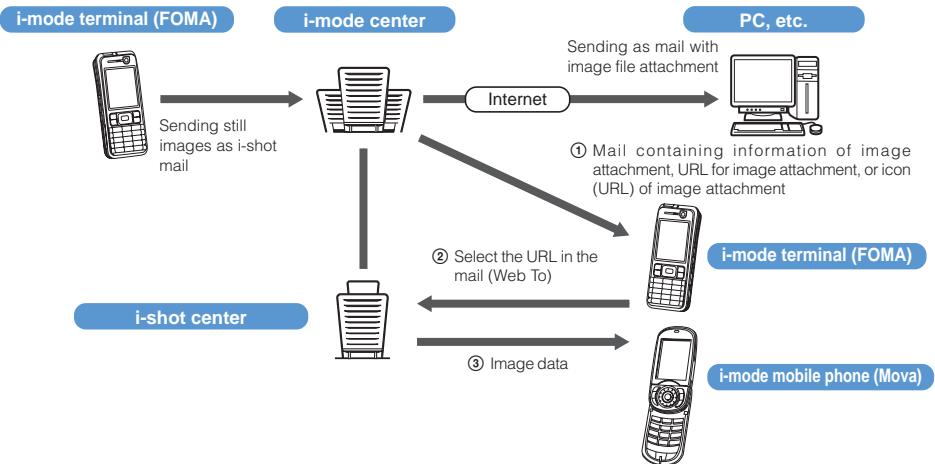 i-mode terminal (FOMA)
i-mode center
PC, etc.
Sending as mail with
image file attachment
Internet
Sending still
images as i-shot
mail
① Mail containing information of image
attachment, URL for image attachment, or icon
(URL) of image attachment
② Select the URL in the
mail (Web To)
i-mode terminal (FOMA)
i-shot center
③ Image data
i-mode mobile phone (Mova)